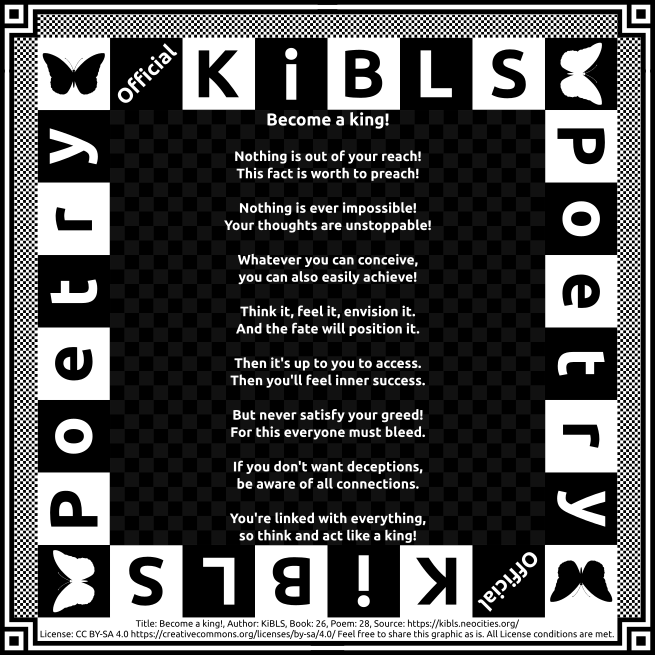 Official KiBLS
Poetry
Poetry
Become a king!
Nothing is out of your reach!
This fact is worth to preach!
Nothing is ever impossible!
Your thoughts are unstoppable!
Whatever you can conceive,
you can also easily achieve!
Think it, feel it, envision it.
And the fate will position it.
Then it's up to you to access.
Then you'll feel inner success.
But never satisfy your greed!
For this everyone must bleed.
If you don't want deceptions,
be aware of all connections.
You're linked with everything,
so think and act like a king!
Official KiBLS
Title: Become a king!, Author: KiBLS, Book: 26, Poem: 28, Source: https://kibls.neocities.org/
License: CC BY-SA 4.0 https://creativecommons.org/licenses/by-sa/4.0/ Feel free to share this graphic as is. All License conditions are met.